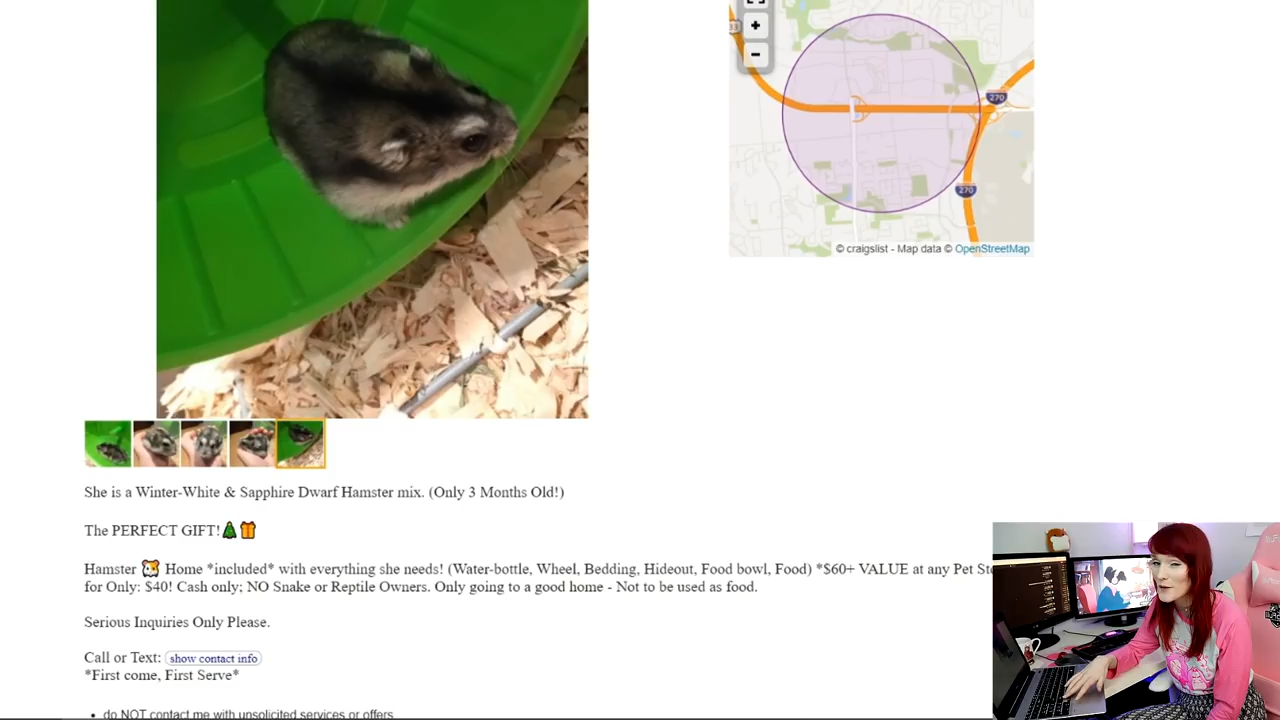 33
+
−
270
270
© craigslist - Map data © OpenStreetMap
She is a Winter-White & Sapphire Dwarf Hamster mix. (Only 3 Months Old!)
The PERFECT GIFT!🎄🎁
Hamster 🐹 Home *included* with everything she needs! (Water-bottle, Wheel, Bedding, Hideout, Food bowl, Food) *$60+ VALUE at any Pet
for Only: $40! Cash only; NO Snake or Reptile Owners. Only going to a good home - Not to be used as food.
Serious Inquiries Only Please.
Call or Text: show contact info
*First come, First Serve*
• do NOT contact me with unsolicited services or offers